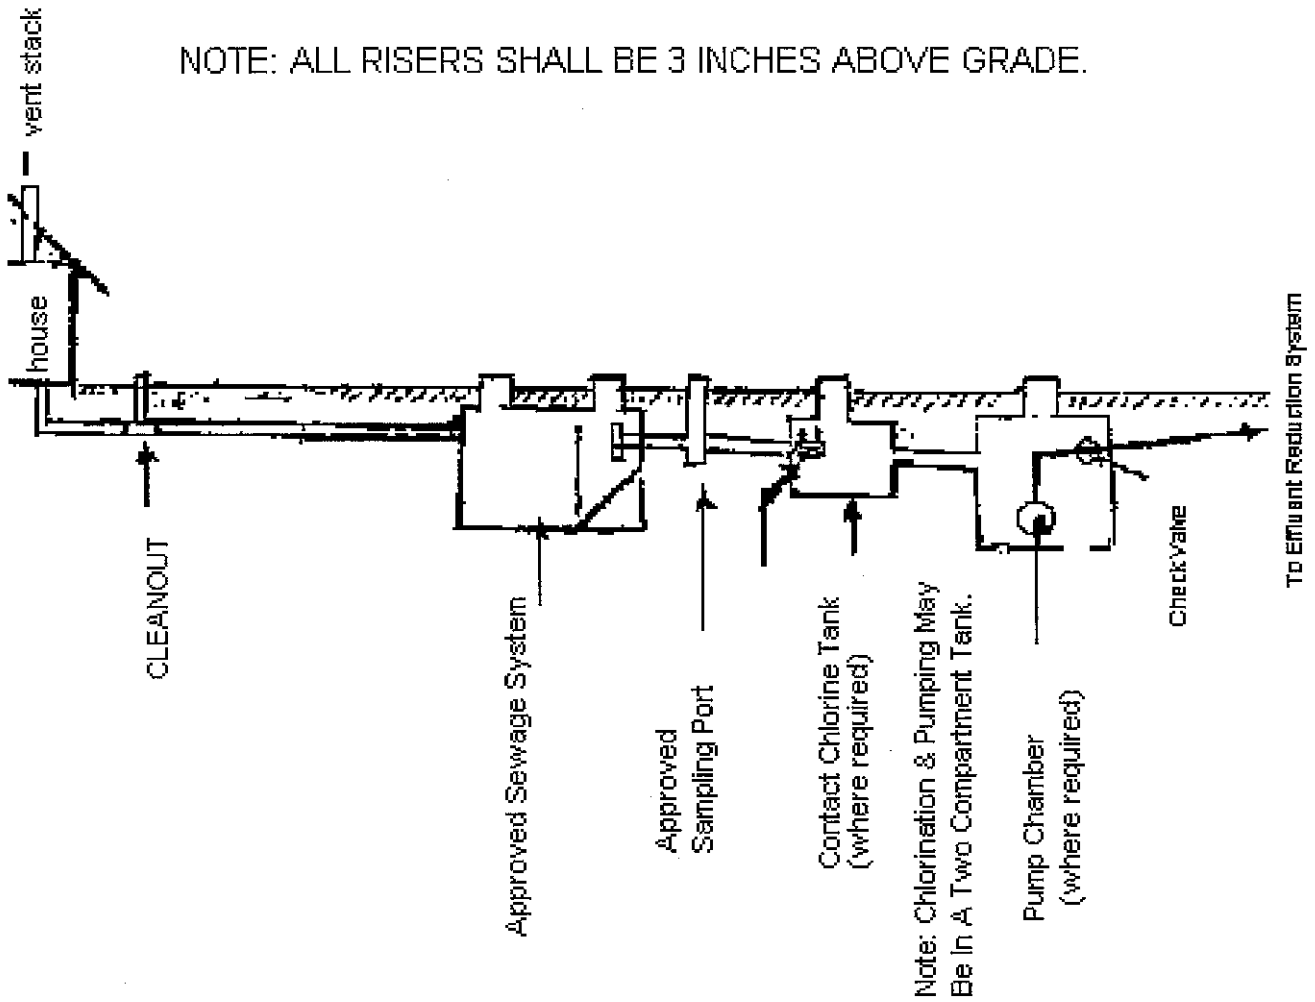 NOTE: ALL RISERS SHALL BE 3 INCHES ABOVE GRADE.
vent stack
house
CLEANOUT
Approved Sewage System
Approved
Sampling Port
Contact Chlorine Tank
(where required)
Note: Chlorination & Pumping May
Be In A Two Compartment Tank.
Pump Chamber
(where required)
Check Valve
To Effluent Reduction System